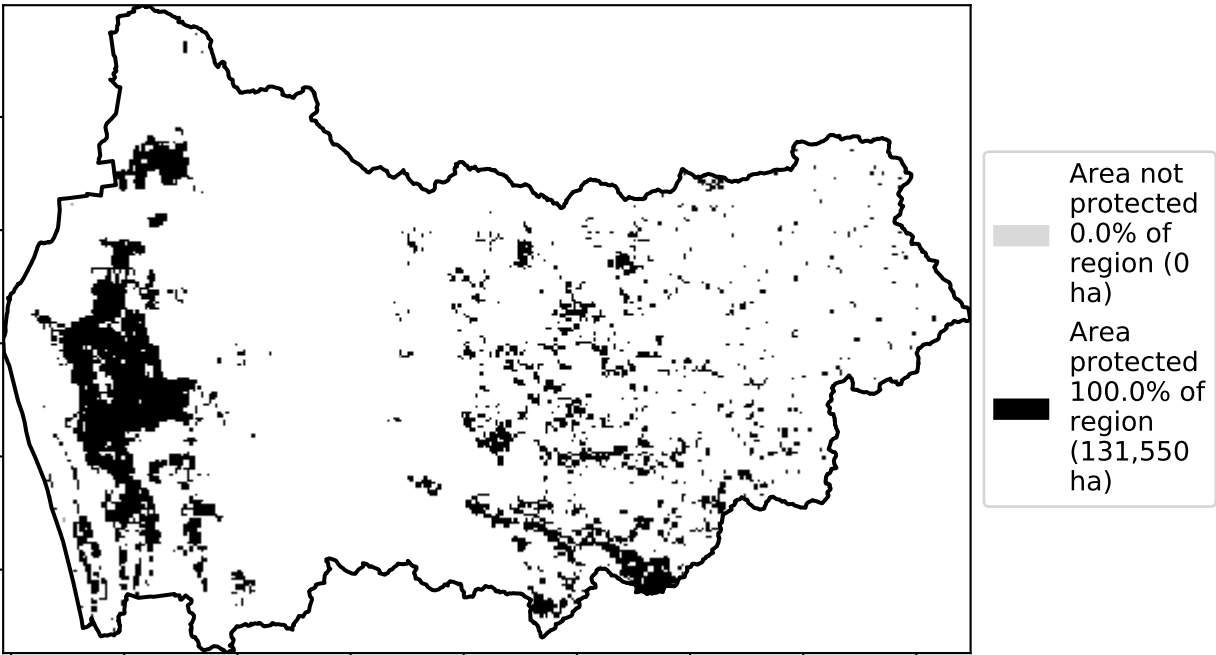 Area not
protected
0.0% of
region (0
ha)
Area
protected
100.0% of
region
(131,550
ha)